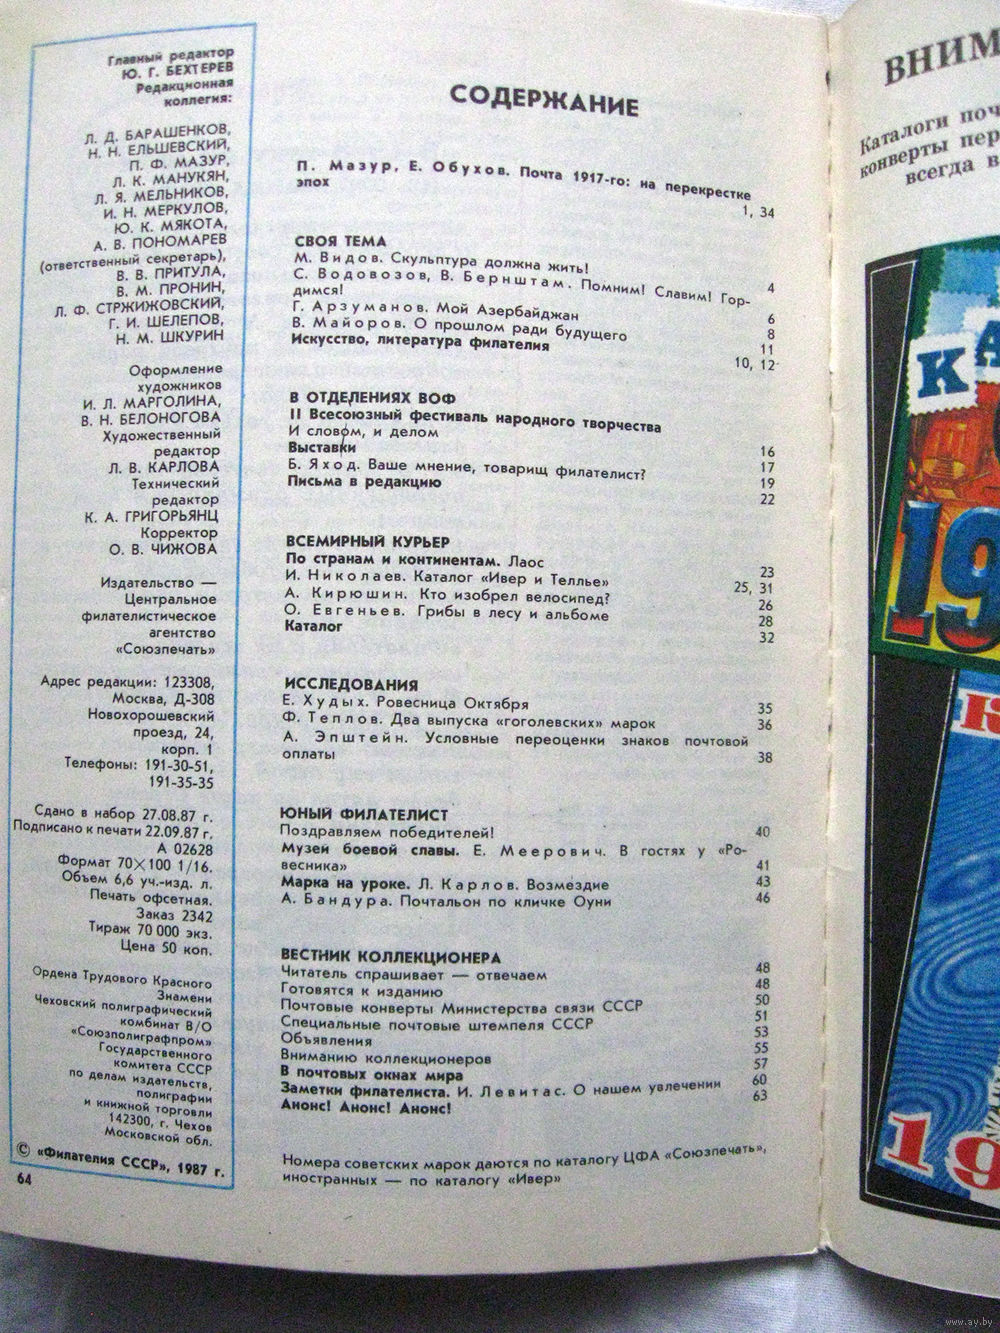 Главный редактор
Ю. Г. БЕХТЕРЕВ
Редакционная
коллегия:
Л. Д. БАРАШЕНКОВ,
Н. Н. ЕЛЬШЕВСКИЙ,
П. Ф. МАЗУР,
Л. К. МАНУКЯН,
Л. Я. МЕЛЬНИКОВ,
И. Н. МЕРКУЛОВ,
Ю. К. МЯКОТА,
А. В. ПОНОМАРЕВ
(ответственный секретарь),
В. В. ПРИТУЛА,
В. М. ПРОНИН,
Л. Ф. СТРЖИЖОВСКИЙ,
Г. И. ШЕЛЕПОВ,
Н. М. ШКУРИН
Оформление
художников
И. Л. МАРГОЛИНА,
В. Н. БЕЛОНОГОВА
Художественный
редактор
Л. В. КАРЛОВА
Технический
редактор
К. А. ГРИГОРЬЯНЦ
Корректор
О. В. ЧИЖОВА
Издательство —
Центральное
филателистическое
агентство
«Союзпечать»
Адрес редакции: 123308,
Москва, Д-308
Новохорошевский
проезд, 24,
корп. 1
Телефоны: 191-30-51,
191-35-35
Сдано в набор 27.08.87 г.
Подписано к печати 22.09.87 г.
А 02628
Формат 70×100 1/16.
Объем 6,6 уч.-изд. л.
Печать офсетная.
Заказ 2342
Тираж 70 000 экз.
Цена 50 коп.
Ордена Трудового Красного
Знамени
Чеховский полиграфический
комбинат В/О
«Союзполиграфпром»
Государственного
комитета СССР
по делам издательств,
полиграфии
и книжной торговли
142300, г. Чехов
Московской обл.
© «Филателия СССР», 1987 г.
64
СОДЕРЖАНИЕ
П. Мазур, Е. Обухов. Почта 1917-го: на перекрестке
эпох 1, 34
СВОЯ ТЕМА
М. Видов. Скульптура должна жить! 4
С. Водовозов, В. Бернштам. Помним! Славим! Гор-
димся! 6
Г. Арзуманов. Мой Азербайджан 8
В. Майоров. О прошлом ради будущего 11
Искусство, литература филателия 10, 12
В ОТДЕЛЕНИЯХ ВОФ
II Всесоюзный фестиваль народного творчества
И словом, и делом 16
Выставки 17
Б. Яход. Ваше мнение, товарищ филателист? 19
Письма в редакцию 22
ВСЕМИРНЫЙ КУРЬЕР
По странам и континентам. Лаос 23
И. Николаев. Каталог «Ивер и Теллье» 25, 31
А. Кирюшин. Кто изобрел велосипед? 26
О. Евгеньев. Грибы в лесу и альбоме 28
Каталог 32
ИССЛЕДОВАНИЯ
Е. Худых. Ровесница Октября 35
Ф. Теплов. Два выпуска «гоголевских» марок 36
А. Эпштейн. Условные переоценки знаков почтовой
оплаты 38
ЮНЫЙ ФИЛАТЕЛИСТ
Поздравляем победителей! 40
Музеи боевой славы. Е. Меерович. В гостях у «Ро-
весника» 41
Марка на уроке. Л. Карлов. Возмездие 43
А. Бандура. Почтальон по кличке Оуни 46
ВЕСТНИК КОЛЛЕКЦИОНЕРА
Читатель спрашивает — отвечаем 48
Готовятся к изданию 48
Почтовые конверты Министерства связи СССР 50
Специальные почтовые штемпеля СССР 51
Объявления 53
Вниманию коллекционеров 55
В почтовых окнах мира 57
Заметки филателиста. И. Левитас. О нашем увлечении 60
Анонс! Анонс! Анонс! 63
Номера советских марок даются по каталогу ЦФА «Союзпечать»,
иностранных — по каталогу «Ивер»
ВНИМ
Каталоги поч
конверты пер
всегда в
КА
19
К
19
www.ay.by